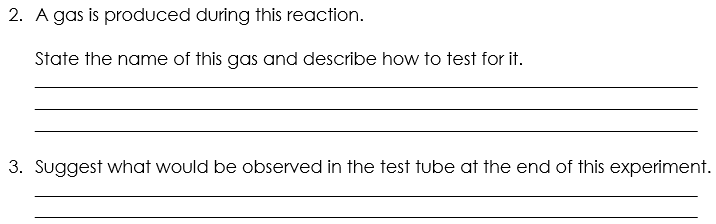 2. A gas is produced during this reaction.
State the name of this gas and describe how to test for it.
3. Suggest what would be observed in the test tube at the end of this experiment.